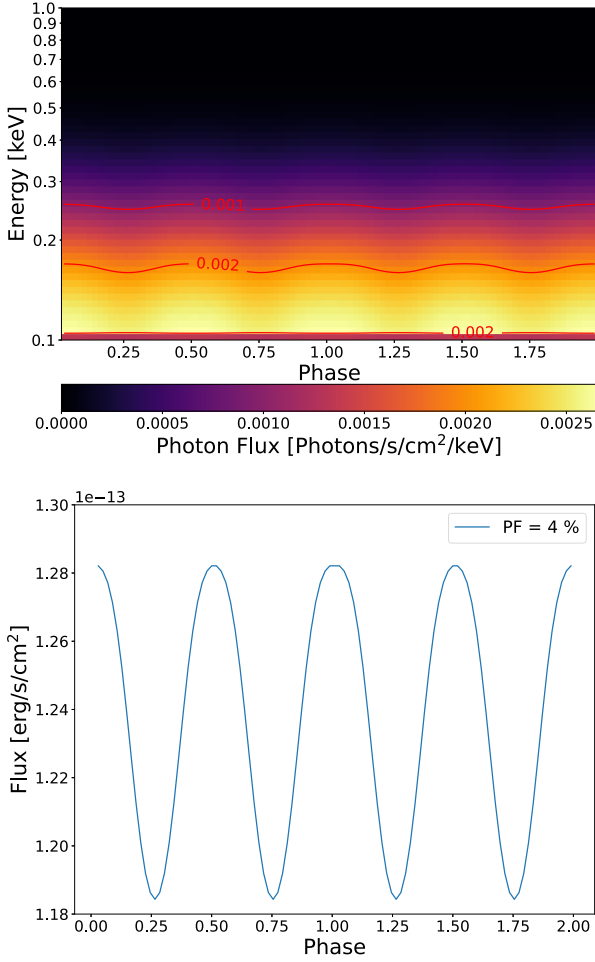 1.0
0.9
0.8
0.7
0.6
0.5
0.4
0.3
0.2
0.1
Energy [keV]
0.001
0.002
0.002
0.25 0.50 0.75 1.00 1.25 1.50 1.75
Phase
0.0000 0.0005 0.0010 0.0015 0.0020 0.0025
Photon Flux [Photons/s/cm²/keV]
1e−13
1.30
1.28
1.26
1.24
1.22
1.20
1.18
Flux [erg/s/cm²]
PF = 4 %
0.00 0.25 0.50 0.75 1.00 1.25 1.50 1.75 2.00
Phase